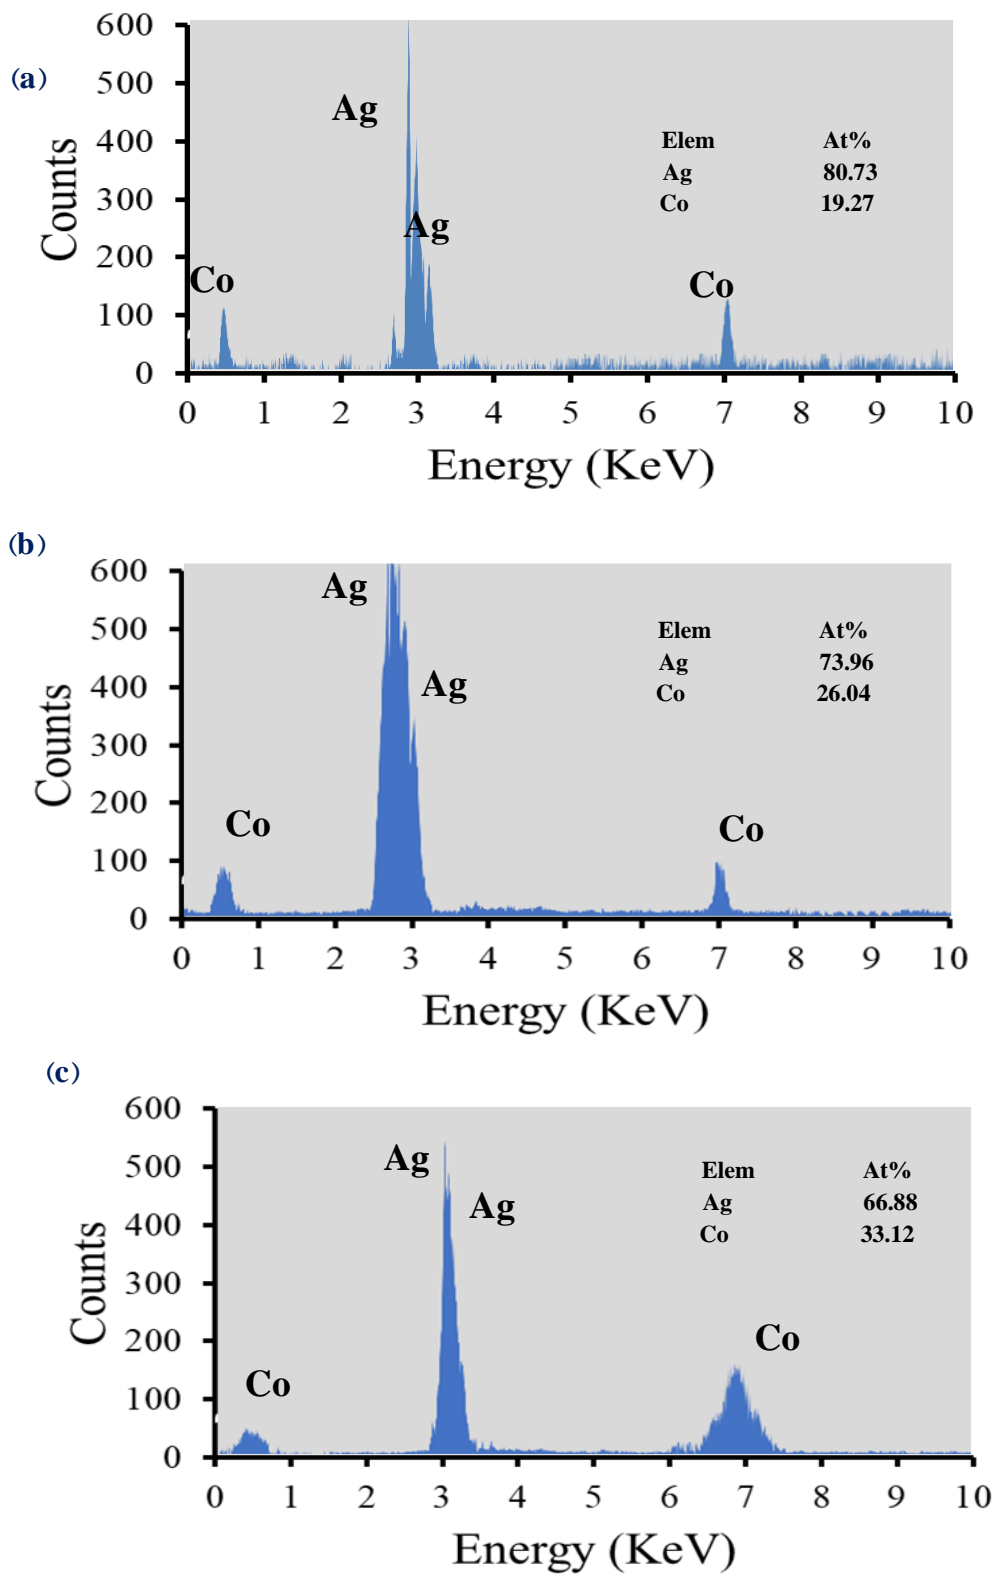 (a)
600
500
400
300
200
100
0
Counts
Ag
Ag
Co
Co
Elem At%
Ag 80.73
Co 19.27
0 1 2 3 4 5 6 7 8 9 10
Energy (KeV)
(b)
600
500
400
300
200
100
0
Counts
Ag
Ag
Co
Co
Elem At%
Ag 73.96
Co 26.04
0 1 2 3 4 5 6 7 8 9 10
Energy (KeV)
(c)
600
500
400
300
200
100
0
Counts
Ag
Ag
Co
Co
Elem At%
Ag 66.88
Co 33.12
0 1 2 3 4 5 6 7 8 9 10
Energy (KeV)